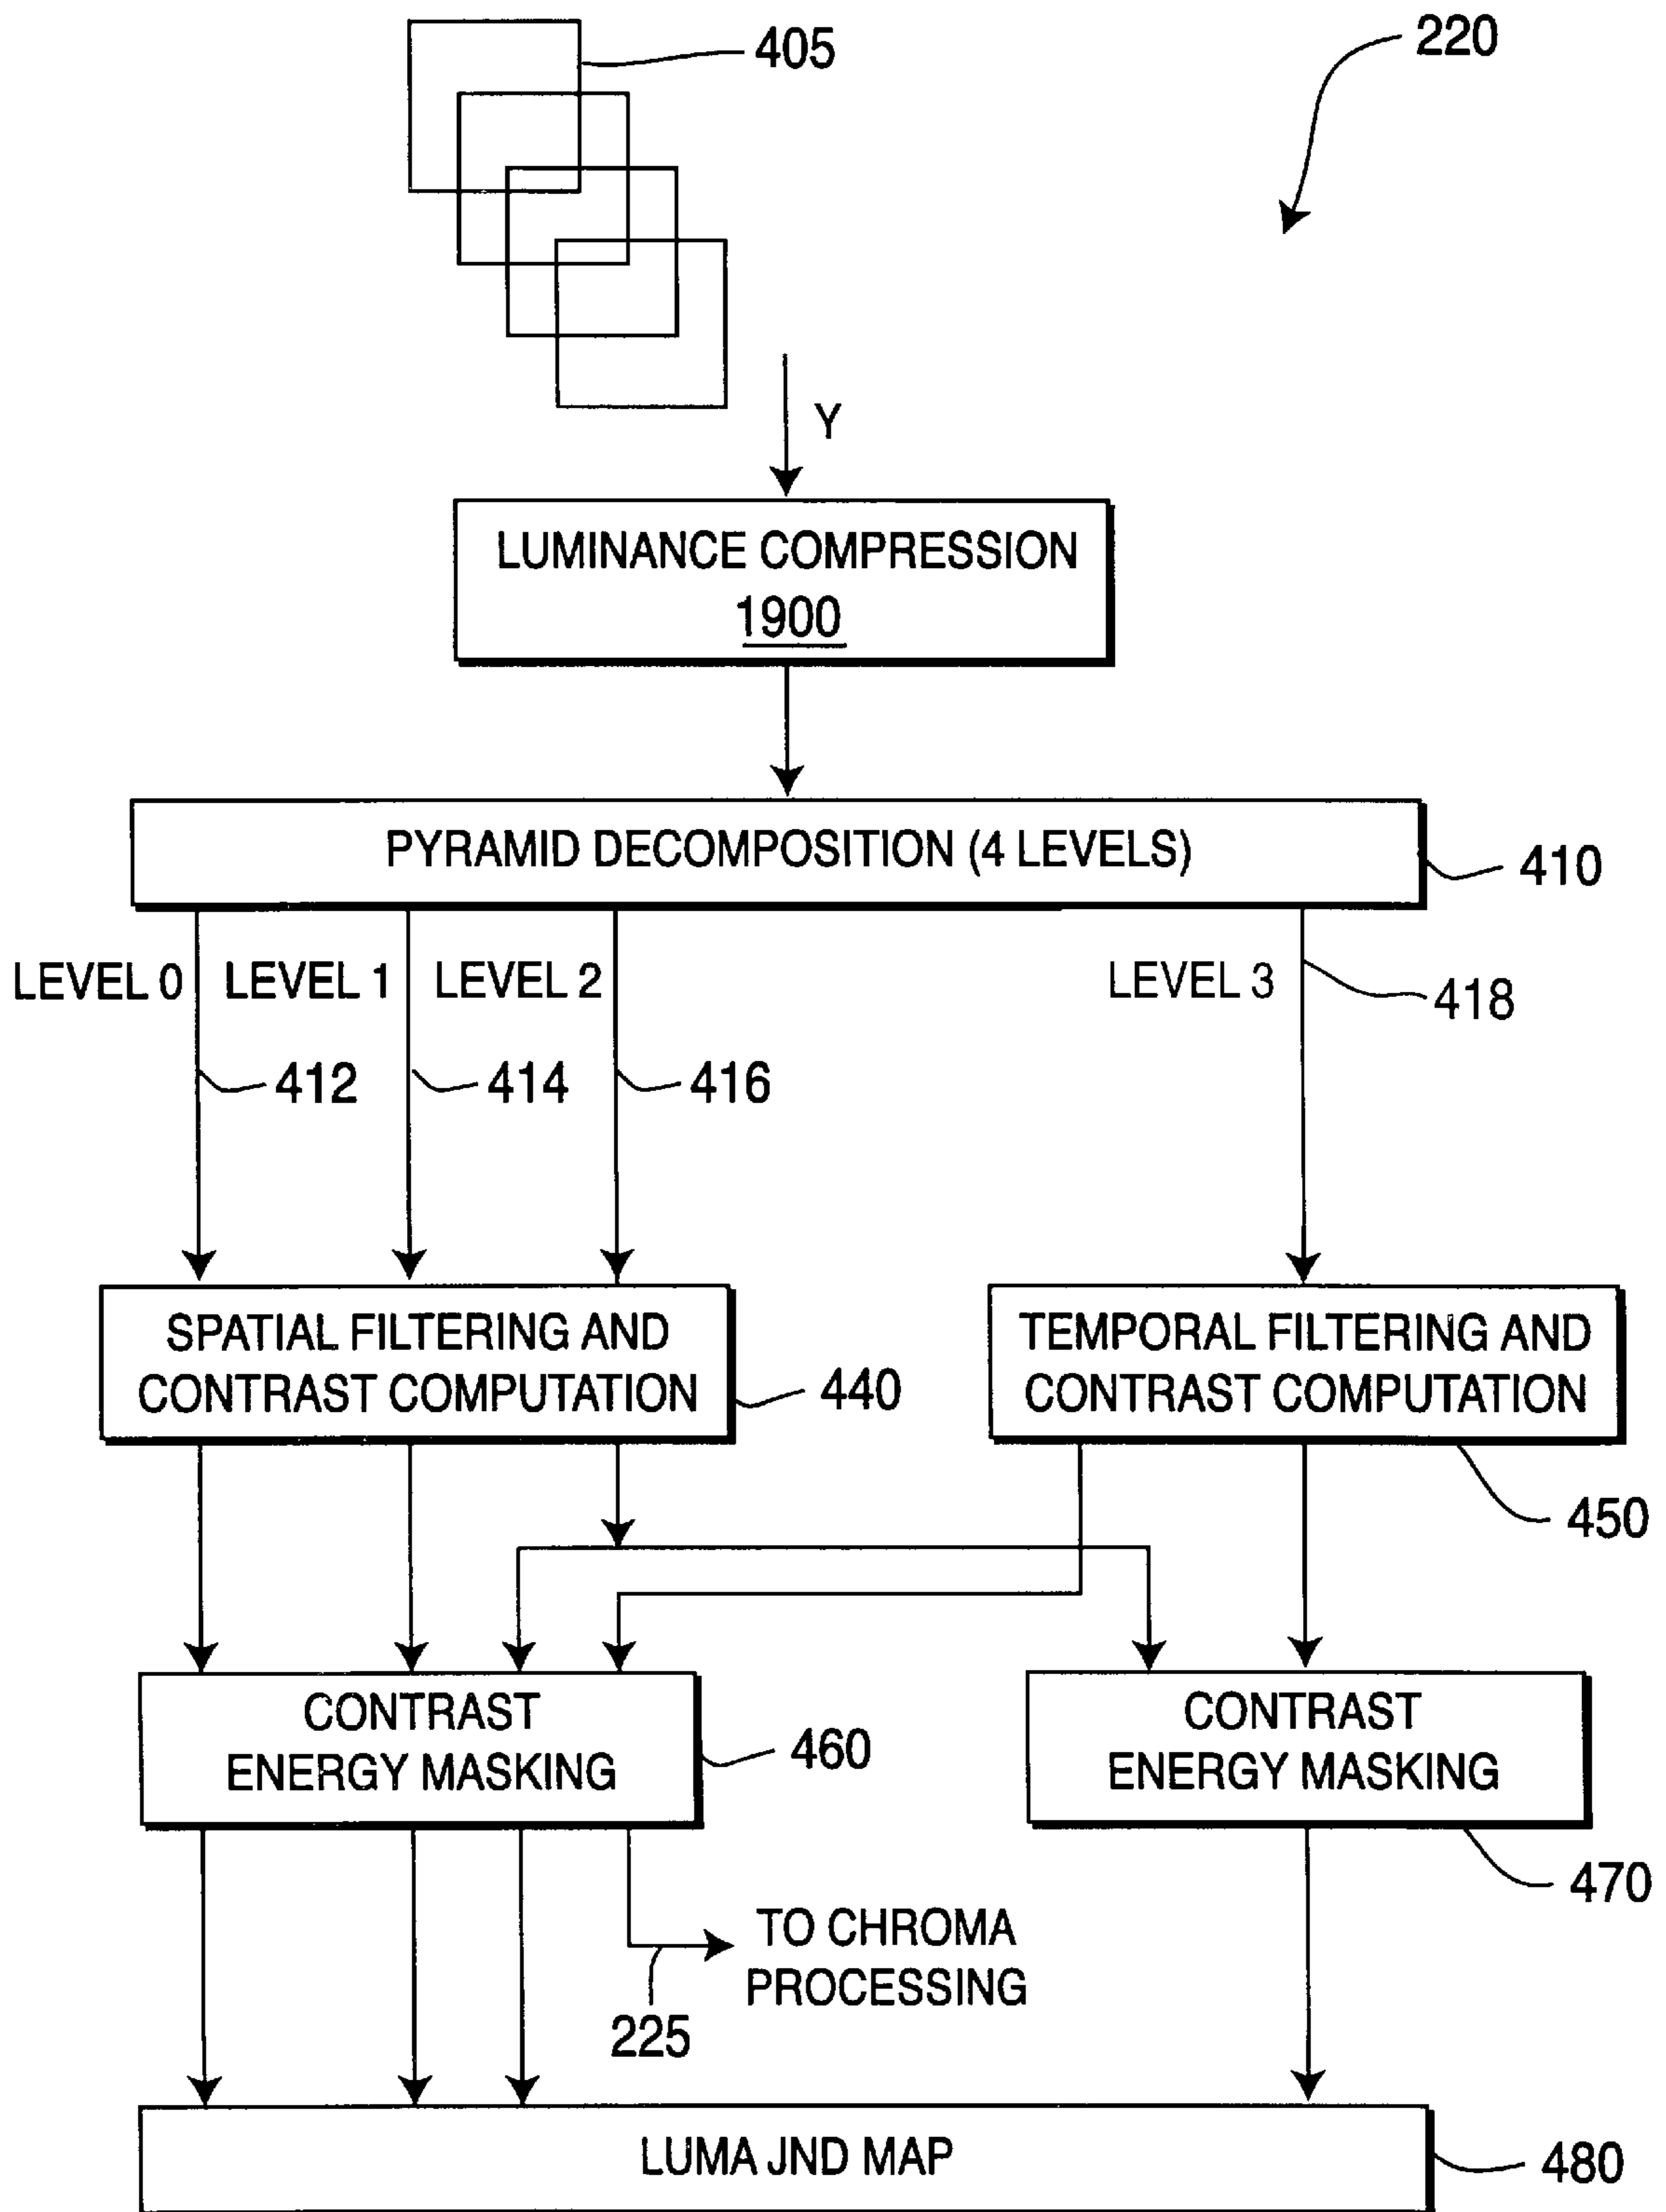 405
220
Y
LUMINANCE COMPRESSION
1900
PYRAMID DECOMPOSITION (4 LEVELS)
410
LEVEL 0
LEVEL 1
LEVEL 2
LEVEL 3
418
412
414
416
SPATIAL FILTERING AND
CONTRAST COMPUTATION
440
TEMPORAL FILTERING AND
CONTRAST COMPUTATION
450
CONTRAST
ENERGY MASKING
460
CONTRAST
ENERGY MASKING
470
TO CHROMA
PROCESSING
225
LUMA JND MAP
480